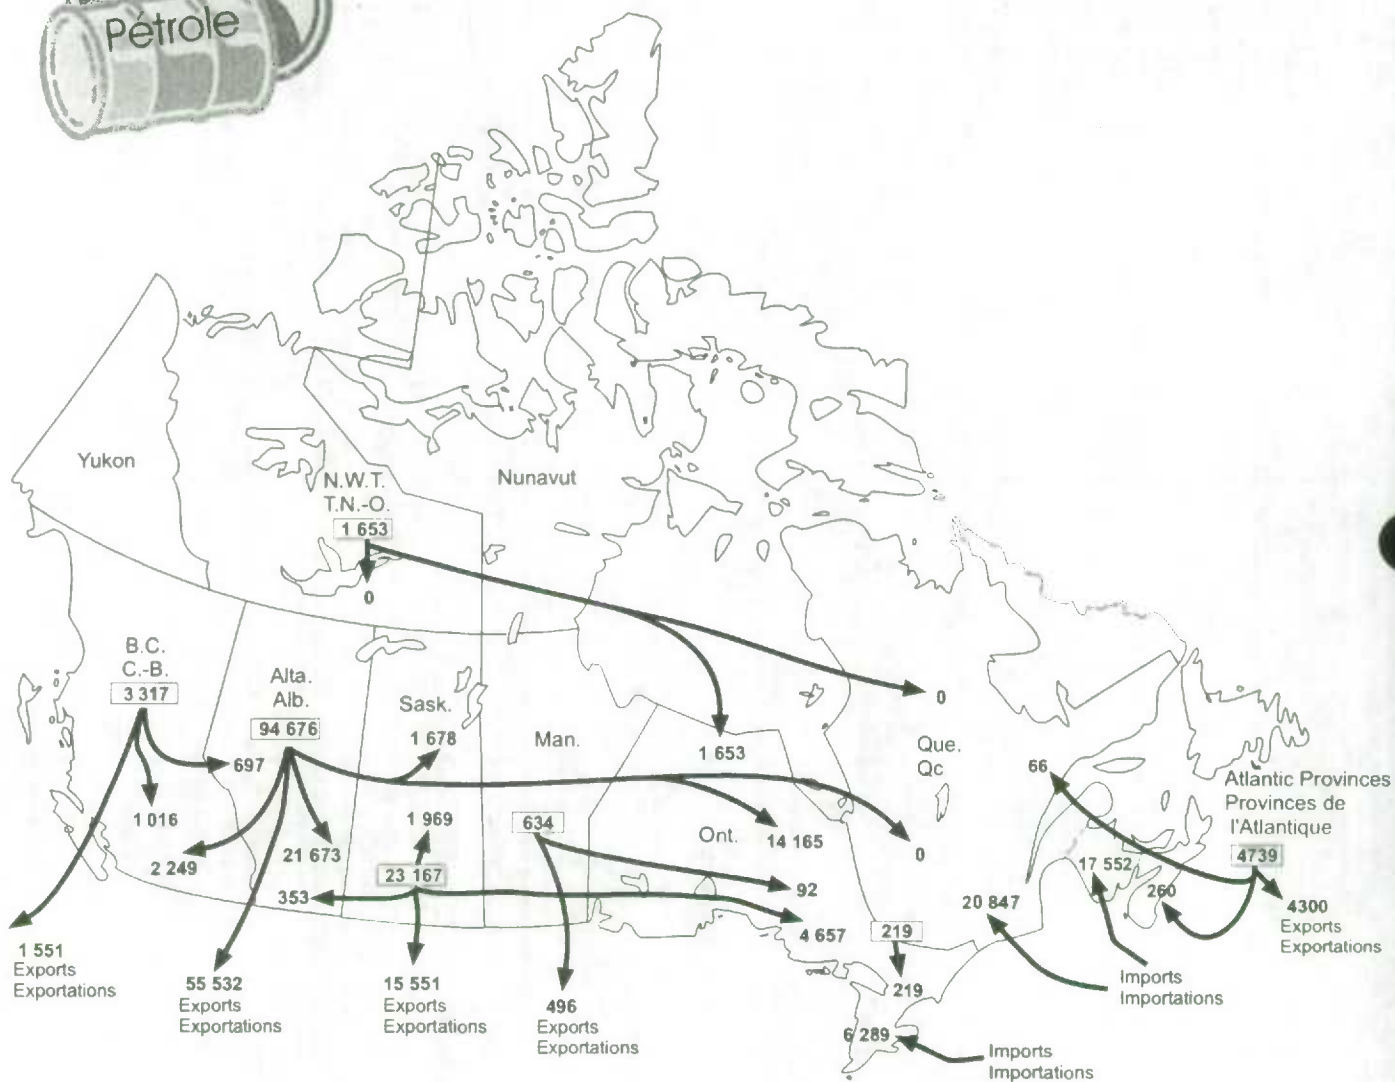 Pétrole
Yukon
Nunavut
N.W.T.
T.N.-O.
1 653
0
B.C.
C.-B.
3 317
Alta.
Alb.
94 676
Sask.
1 678
Man.
1 653
0
Que.
Qc
697
1 016
2 249
21 673
1 969
23 167
353
634
Ont.
14 165
0
92
4 657
66
Atlantic Provinces
Provinces de
l'Atlantique
4739
17 552
260
20 847
4300
Exports
Exportations
219
219
6 289
Imports
Importations
Imports
Importations
1 551
Exports
Exportations
55 532
Exports
Exportations
15 551
Exports
Exportations
496
Exports
Exportations